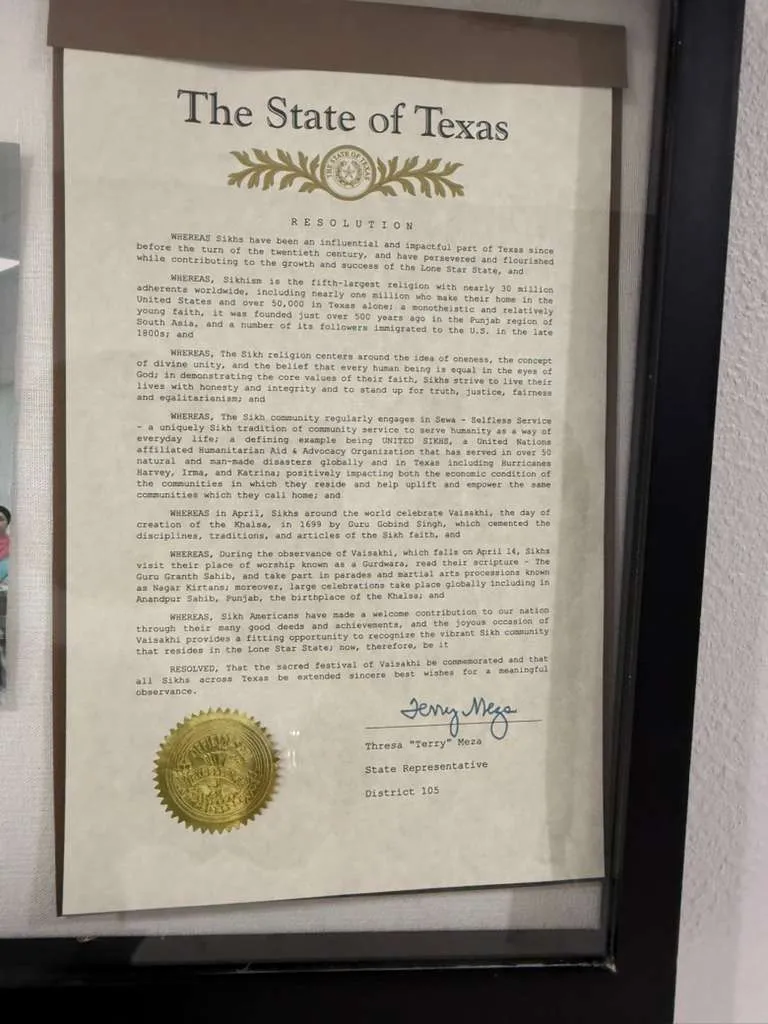 The State of Texas
THE STATE OF TEXAS
RESOLUTION
WHEREAS Sikhs have been an influential and impactful part of Texas since
before the turn of the twentieth century, and have persevered and flourished
while contributing to the growth and success of the Lone Star State, and
WHEREAS, Sikhism is the fifth-largest religion with nearly 30 million
adherents worldwide, including nearly one million who make their home in the
United States and over 50,000 in Texas alone; a monotheistic and relatively
young faith, it was founded just over 500 years ago in the Punjab region of
South Asia, and a number of its followers immigrated to the U.S. in the late
1800s; and
WHEREAS, The Sikh religion centers around the idea of oneness, the concept
of divine unity, and the belief that every human being is equal in the eyes of
God; in demonstrating the core values of their faith, Sikhs strive to live their
lives with honesty and integrity and to stand up for truth, justice, fairness
and egalitarianism; and
WHEREAS, The Sikh community regularly engages in Sewa - Selfless Service
- a uniquely Sikh tradition of community service to serve humanity as a way of
everyday life; a defining example being UNITED SIKHS, a United Nations
affiliated Humanitarian Aid & Advocacy Organization that has served in over 50
natural and man-made disasters globally and in Texas including Hurricanes
Harvey, Irma, and Katrina; positively impacting both the economic condition of
the communities in which they reside and help uplift and empower the same
communities which they call home; and
WHEREAS in April, Sikhs around the world celebrate Vaisakhi, the day of
creation of the Khalsa, in 1699 by Guru Gobind Singh, which cemented the
disciplines, traditions, and articles of the Sikh faith, and
WHEREAS, During the observance of Vaisakhi, which falls on April 14, Sikhs
visit their place of worship known as a Gurdwara, read their scripture - The
Guru Granth Sahib, and take part in parades and martial arts processions known
as Nagar Kirtans; moreover, large celebrations take place globally including in
Anandpur Sahib, Punjab, the birthplace of the Khalsa; and
WHEREAS, Sikh Americans have made a welcome contribution to our nation
through their many good deeds and achievements, and the joyous occasion of
Vaisakhi provides a fitting opportunity to recognize the vibrant Sikh community
that resides in the Lone Star State; now, therefore, be it
RESOLVED, That the sacred festival of Vaisakhi be commemorated and that
all Sikhs across Texas be extended sincere best wishes for a meaningful
observance.
Terry Meza
Thresa "Terry" Meza
State Representative
District 105